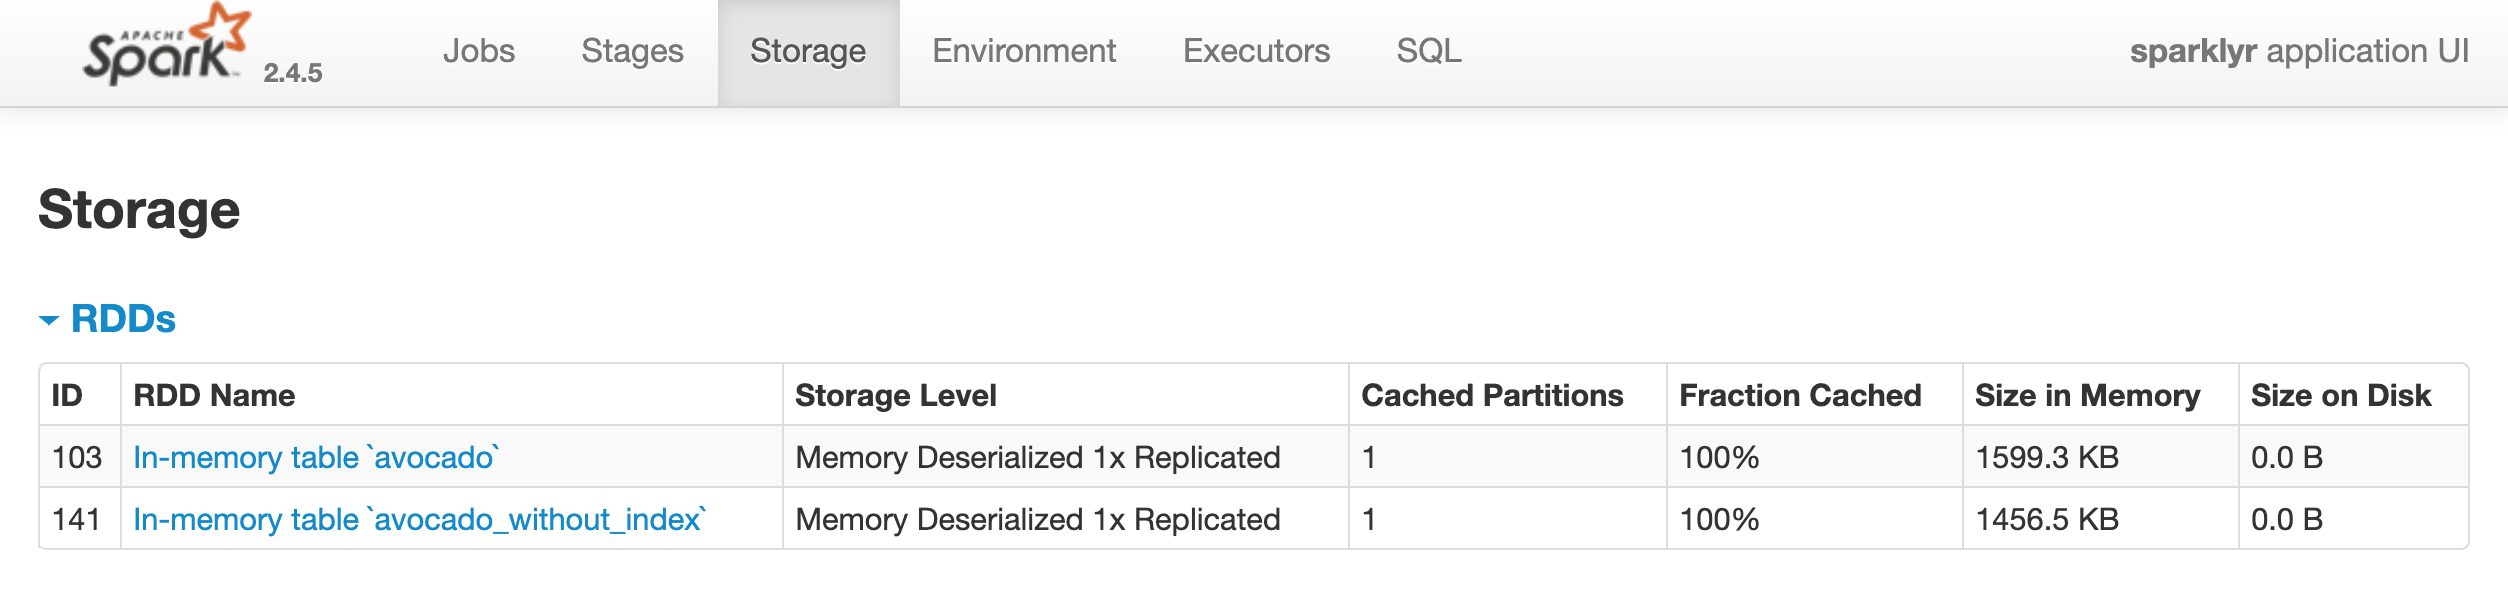 APACHE
Spark 2.4.5 Jobs Stages Storage Environment Executors SQL sparklyr application UI
Storage
RDDs
ID RDD Name Storage Level Cached Partitions Fraction Cached Size in Memory Size on Disk
103 In-memory table `avocado` Memory Deserialized 1x Replicated 1 100% 1599.3 KB 0.0 B
141 In-memory table `avocado_without_index` Memory Deserialized 1x Replicated 1 100% 1456.5 KB 0.0 B